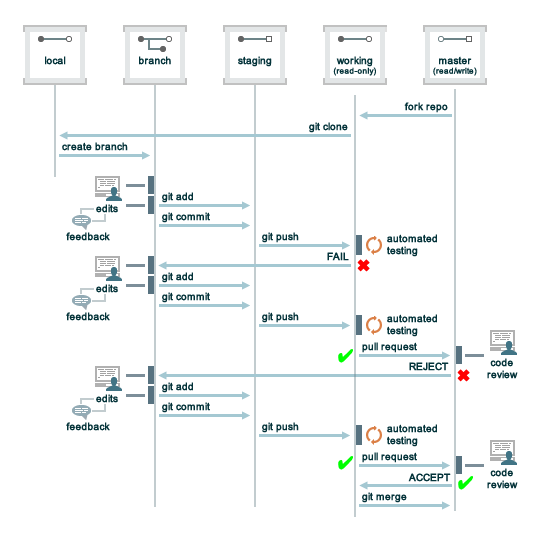 local
branch
staging
working
(read-only)
master
(read/write)
fork repo
git clone
create branch
git add
edits
git commit
feedback
git push
automated
testing
FAIL
git add
edits
git commit
feedback
git push
automated
testing
pull request
code
review
REJECT
git add
edits
git commit
feedback
git push
automated
testing
pull request
code
review
ACCEPT
git merge